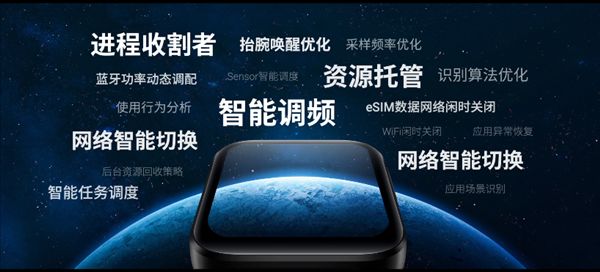 进程收割者
抬腕唤醒优化
采样频率优化
蓝牙功率动态调配
Sensor智能调度
资源托管
识别算法优化
使用行为分析
智能调频
eSIM数据网络闲时关闭
网络智能切换
WiFi闲时关闭
应用异常恢复
后台资源回收策略
网络智能切换
智能任务调度
应用场景识别